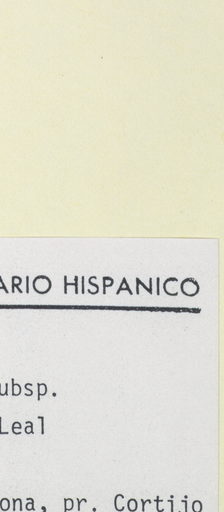 ARIO HISPANICO
ubsp.
Leal
ona, pr. Cortijo